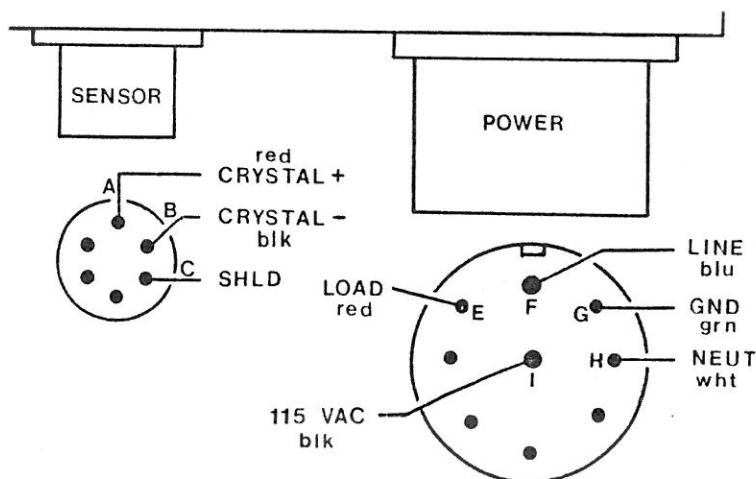 SENSOR
POWER
red
A CRYSTAL +
B CRYSTAL -
blk
C SHLD
LINE
blu
LOAD
red
E
F
G
GND
grn
H
NEUT
wht
I
115 VAC
blk